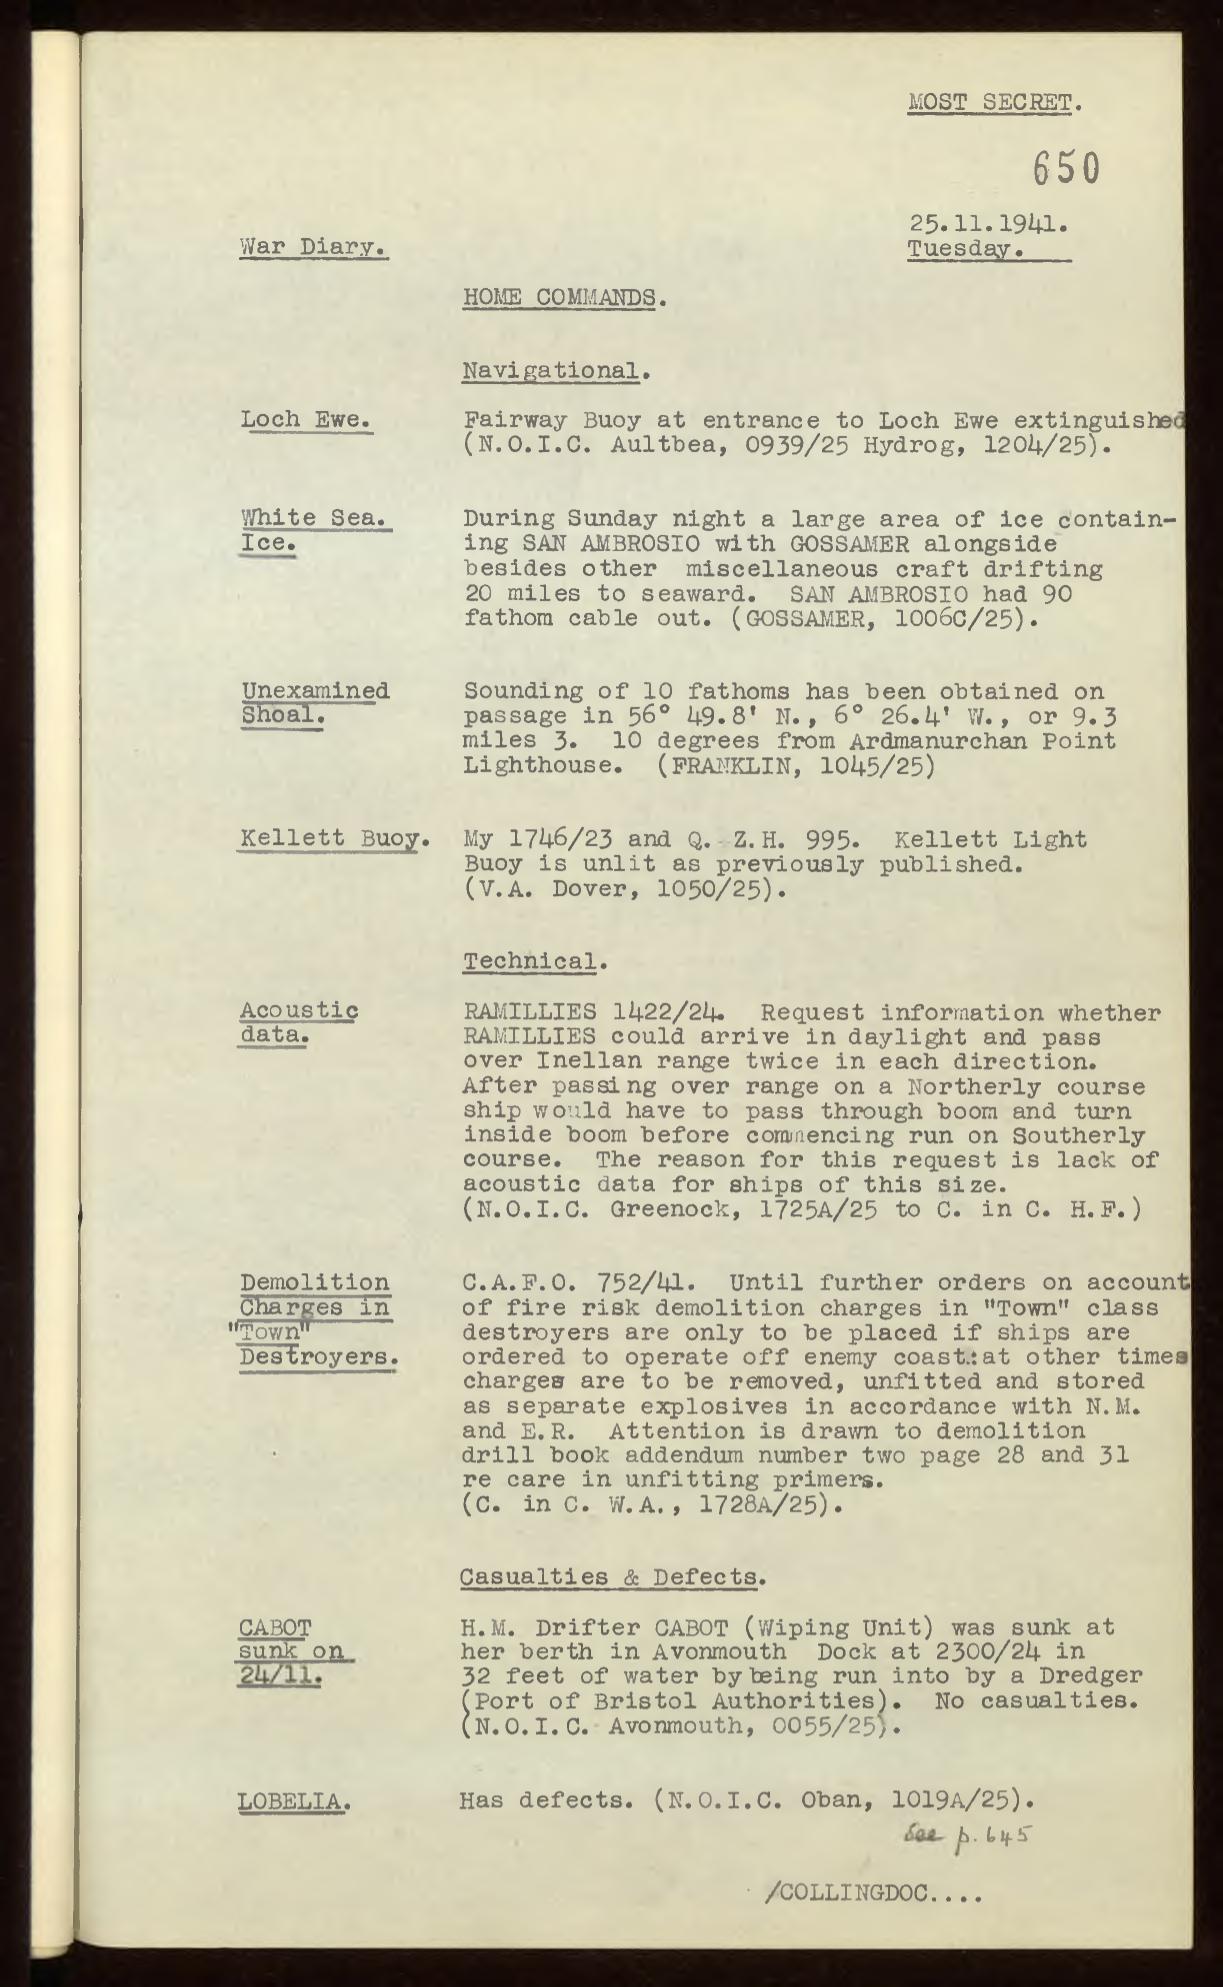 MOST SECRET.
650
25.11.1941.
War Diary.
Tuesday.
HOME COMMANDS.
Navigational.
Loch Ewe.
Fairway Buoy at entrance to Loch Ewe extinguished
(N.O.I.C. Aultbea, 0939/25 Hydrog, 1204/25).
White Sea.
Ice.
During Sunday night a large area of ice contain-
ing SAN AMBROSIO with GOSSAMER alongside
besides other miscellaneous craft drifting
20 miles to seaward. SAN AMBROSIO had 90
fathom cable out. (GOSSAMER, 1006C/25).
Unexamined
Shoal.
Sounding of 10 fathoms has been obtained on
passage in 56° 49.8' N., 6° 26.4' W., or 9.3
miles 3. 10 degrees from Ardmanurchan Point
Lighthouse. (FRANKLIN, 1045/25)
Kellett Buoy.
My 1746/23 and Q. Z.H. 995. Kellett Light
Buoy is unlit as previously published.
(V.A. Dover, 1050/25).
Technical.
Acoustic
data.
RAMILLIES 1422/24. Request information whether
RAMILLIES could arrive in daylight and pass
over Inellan range twice in each direction.
After passing over range on a Northerly course
ship would have to pass through boom and turn
inside boom before commencing run on Southerly
course. The reason for this request is lack of
acoustic data for ships of this size.
(N.O.I.C. Greenock, 1725A/25 to C. in C. H.F.)
Demolition
Charges in
"Town"
Destroyers.
C.A.F.O. 752/41. Until further orders on account
of fire risk demolition charges in "Town" class
destroyers are only to be placed if ships are
ordered to operate off enemy coast.:at other times
charges are to be removed, unfitted and stored
as separate explosives in accordance with N.M.
and E.R. Attention is drawn to demolition
drill book addendum number two page 28 and 31
re care in unfitting primers.
(C. in C. W.A., 1728A/25).
Casualties & Defects.
CABOT
sunk on
24/11.
H.M. Drifter CABOT (Wiping Unit) was sunk at
her berth in Avonmouth Dock at 2300/24 in
32 feet of water by being run into by a Dredger
(Port of Bristol Authorities). No casualties.
(N.O.I.C. Avonmouth, 0055/25).
LOBELIA.
Has defects. (N.O.I.C. Oban, 1019A/25).
See p. 645
/COLLINGDOC....